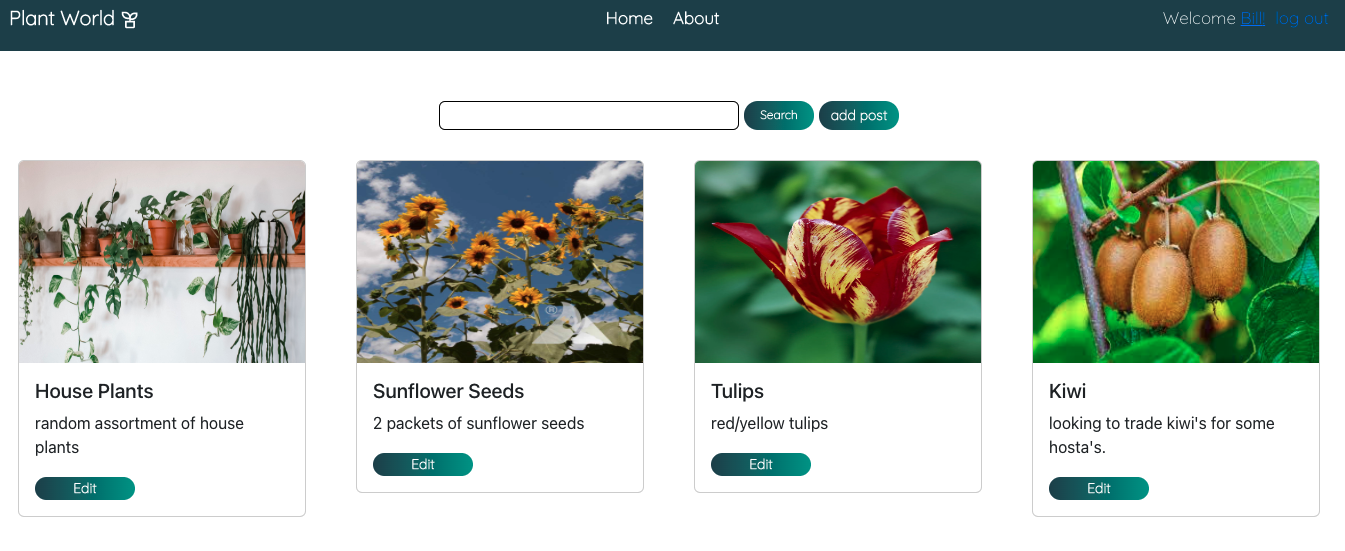 Plant World
Home About
Welcome Bill! log out
Search add post
House Plants
random assortment of house
plants
Edit
Sunflower Seeds
2 packets of sunflower seeds
Edit
Tulips
red/yellow tulips
Edit
Kiwi
looking to trade kiwi's for some
hosta's.
Edit